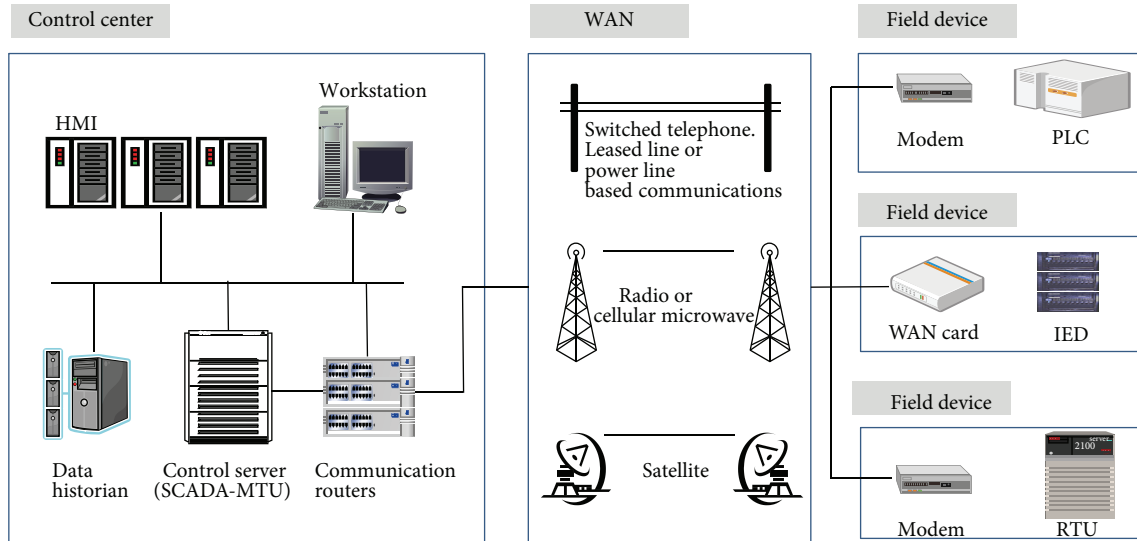 Control center
WAN
Field device
Workstation
HMI
Switched telephone.
Leased line or
power line
based communications
Modem
PLC
Field device
Radio or
cellular microwave
WAN card
IED
Field device
Data
historian
Control server
(SCADA-MTU)
Communication
routers
Satellite
server
2100
Modem
RTU